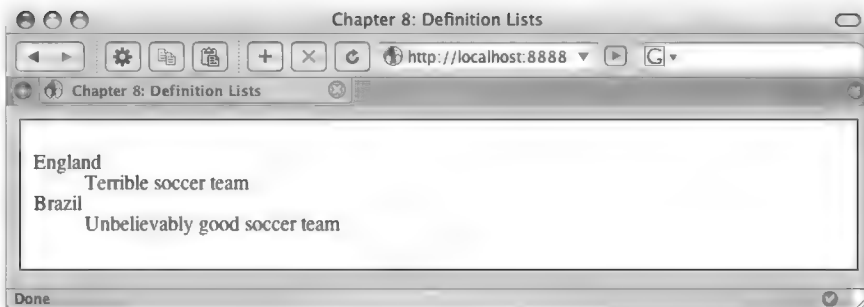 Chapter 8: Definition Lists
http://localhost:8888
G
Chapter 8: Definition Lists
England
Terrible soccer team
Brazil
Unbelievably good soccer team
Done